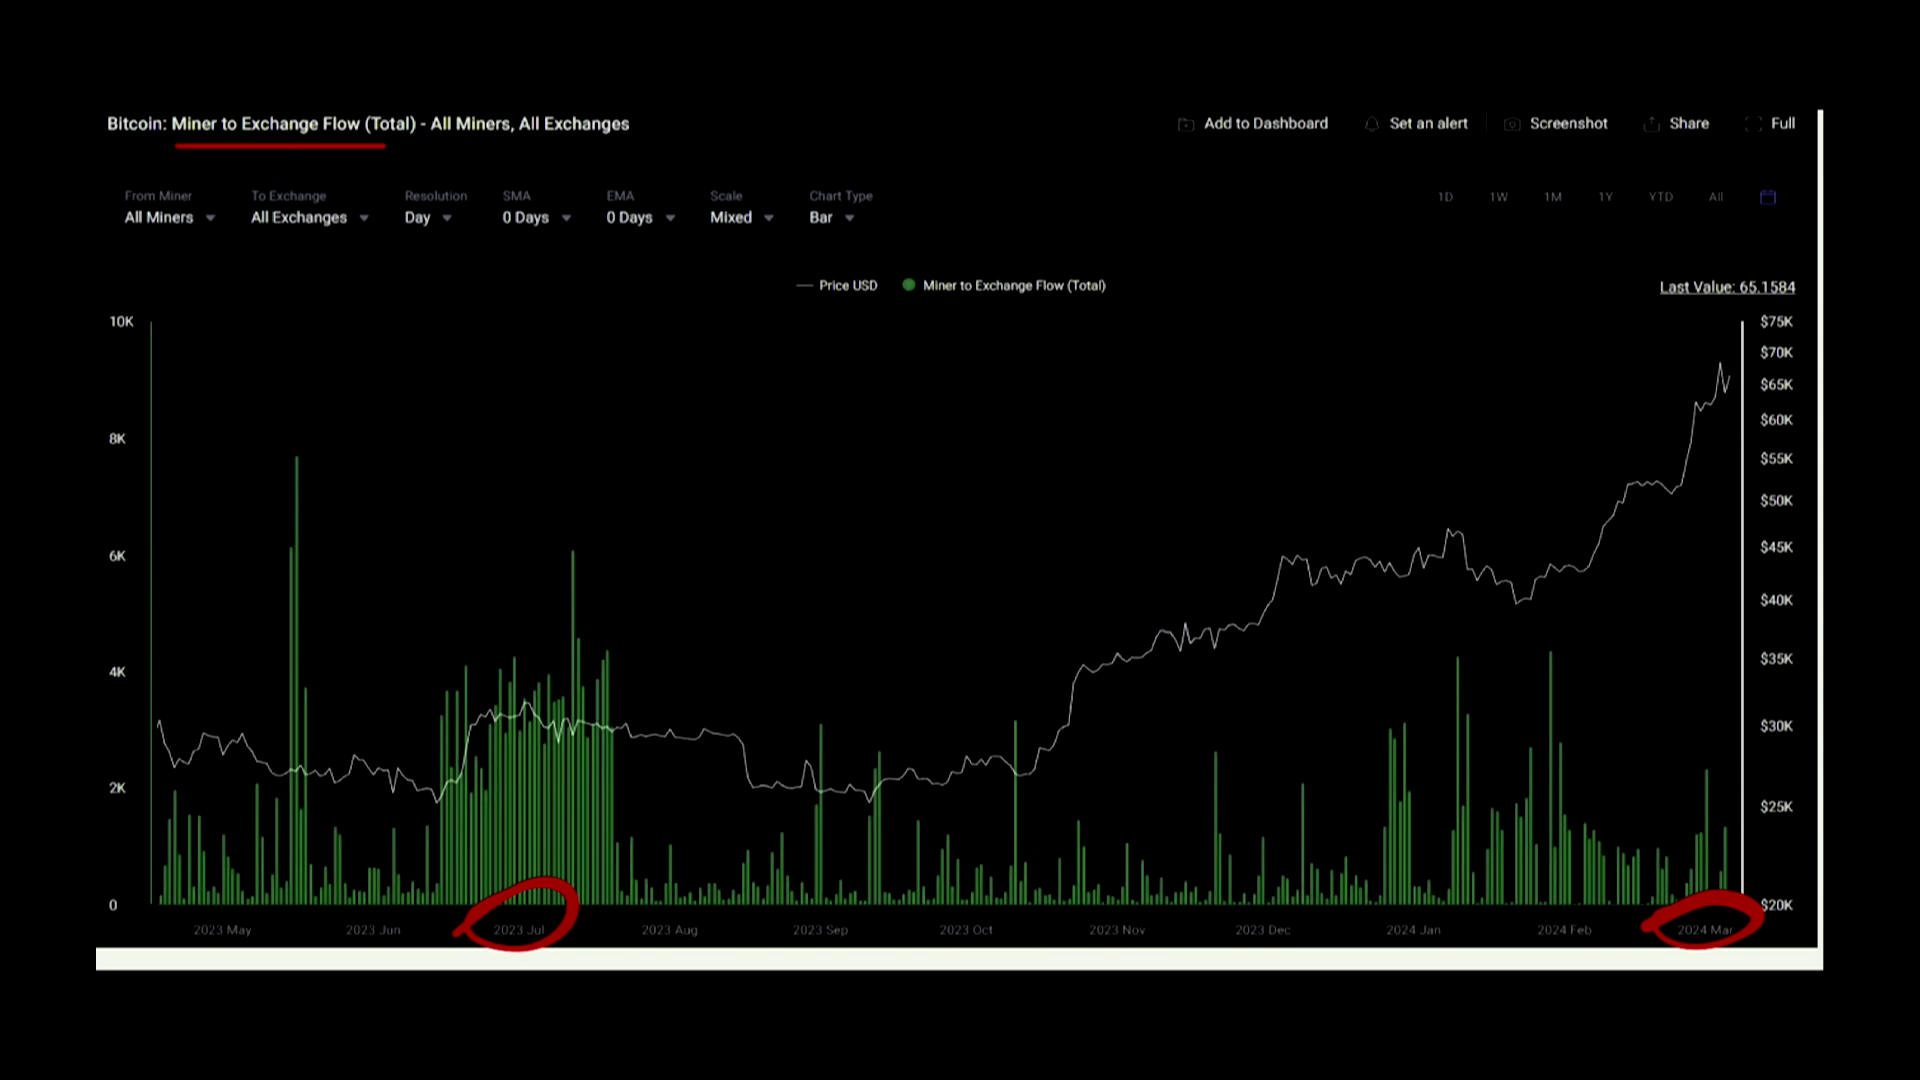 Bitcoin: Miner to Exchange Flow (Total) - All Miners, All Exchanges
Add to Dashboard Set an alert Screenshot Share Full
From Miner To Exchange Resolution SMA EMA Scale Chart Type
All Miners All Exchanges Day 0 Days 0 Days Mixed Bar
1D 1W 1M 1Y YTD All
Price USD Miner to Exchange Flow (Total)
Last Value: 65.1584
10K $75K
$70K
$65K
$60K
8K
$55K
$50K
6K $45K
$40K
4K $35K
$30K
2K $25K
0 $20K
2023 May 2023 Jun 2023 Jul 2023 Aug 2023 Sep 2023 Oct 2023 Nov 2023 Dec 2024 Jan 2024 Feb 2024 Mar